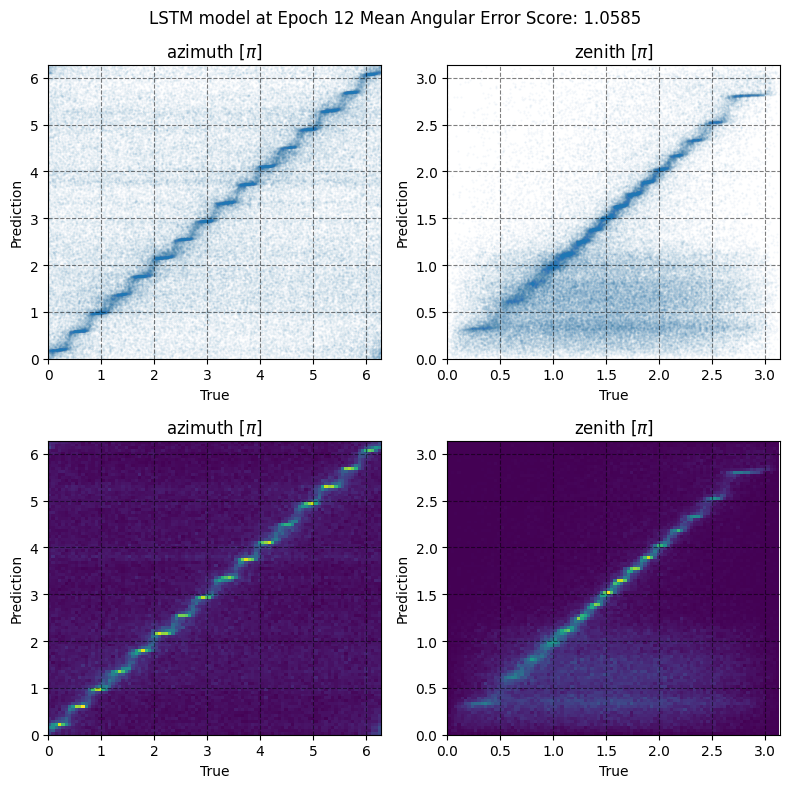 LSTM model at Epoch 12 Mean Angular Error Score: 1.0585
azimuth [π]
6
5
4
3
2
1
0
Prediction
0 1 2 3 4 5 6
True
zenith [π]
3.0
2.5
2.0
1.5
1.0
0.5
0.0
Prediction
0.0 0.5 1.0 1.5 2.0 2.5 3.0
True
azimuth [π]
6
5
4
3
2
1
0
Prediction
0 1 2 3 4 5 6
True
zenith [π]
3.0
2.5
2.0
1.5
1.0
0.5
0.0
Prediction
0.0 0.5 1.0 1.5 2.0 2.5 3.0
True